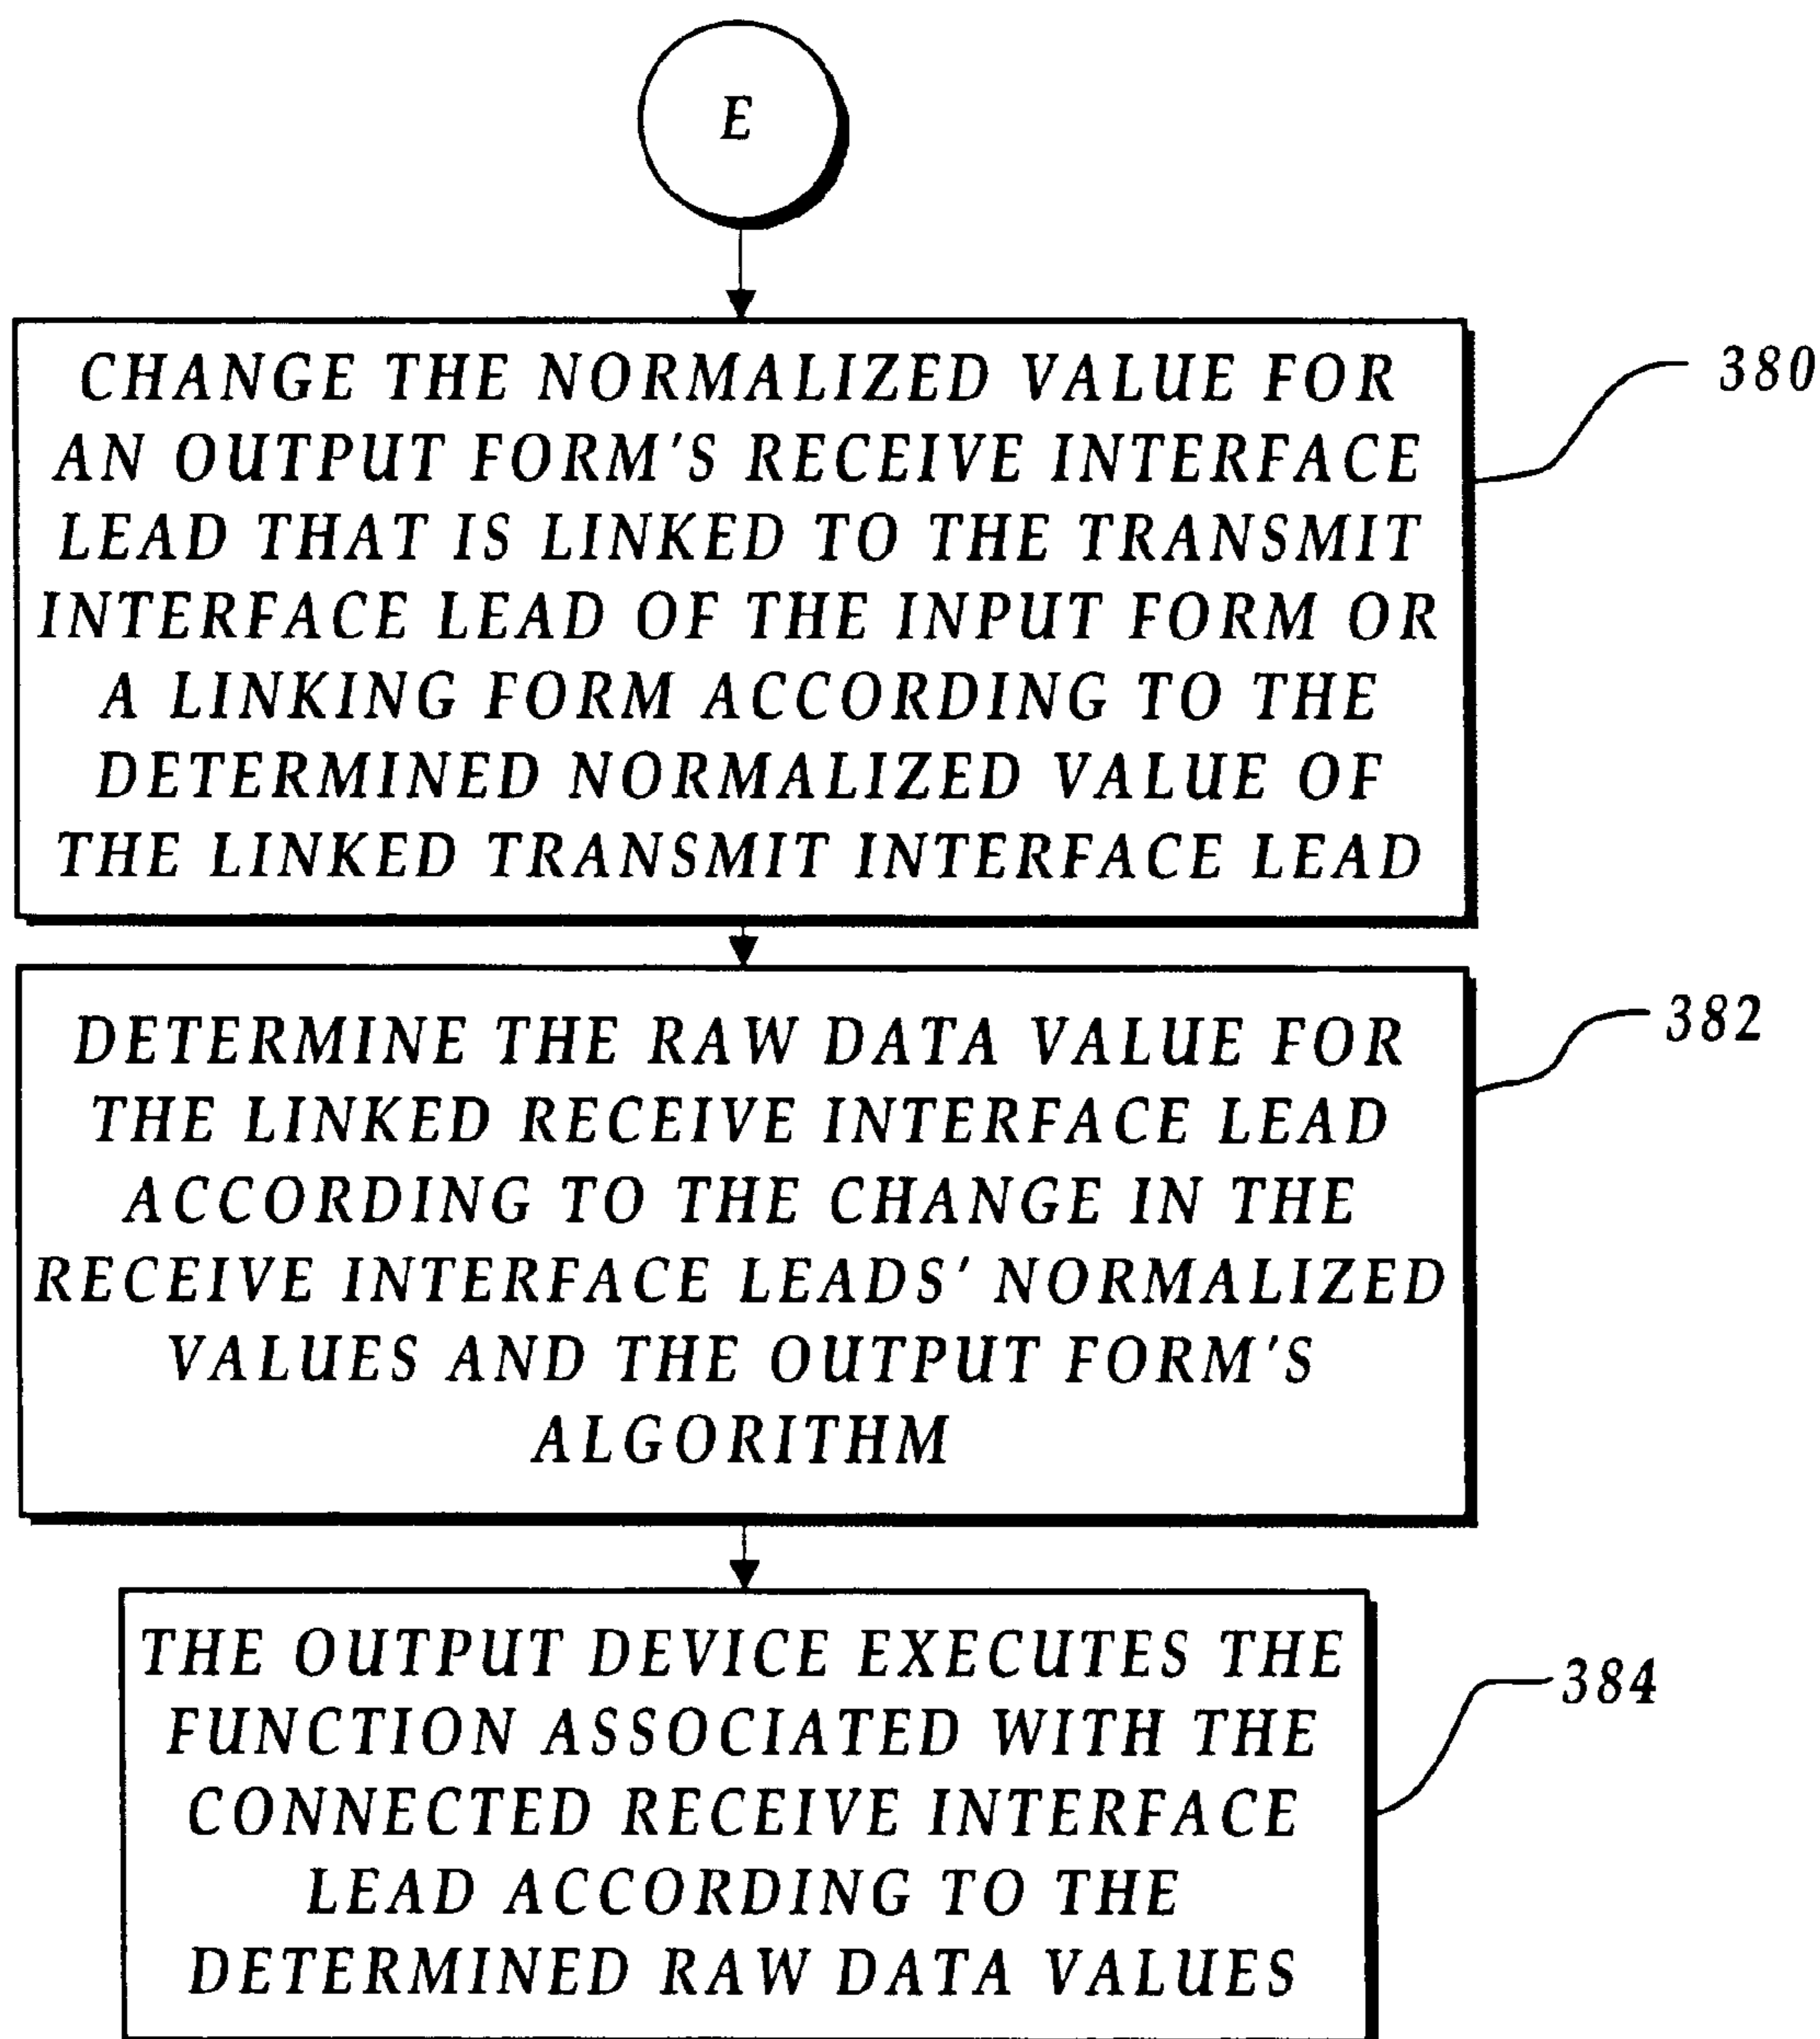 E
CHANGE THE NORMALIZED VALUE FOR
AN OUTPUT FORM'S RECEIVE INTERFACE
LEAD THAT IS LINKED TO THE TRANSMIT
INTERFACE LEAD OF THE INPUT FORM OR
A LINKING FORM ACCORDING TO THE
DETERMINED NORMALIZED VALUE OF
THE LINKED TRANSMIT INTERFACE LEAD
380
DETERMINE THE RAW DATA VALUE FOR
THE LINKED RECEIVE INTERFACE LEAD
ACCORDING TO THE CHANGE IN THE
RECEIVE INTERFACE LEADS' NORMALIZED
VALUES AND THE OUTPUT FORM'S
ALGORITHM
382
THE OUTPUT DEVICE EXECUTES THE
FUNCTION ASSOCIATED WITH THE
CONNECTED RECEIVE INTERFACE
LEAD ACCORDING TO THE
DETERMINED RAW DATA VALUES
384